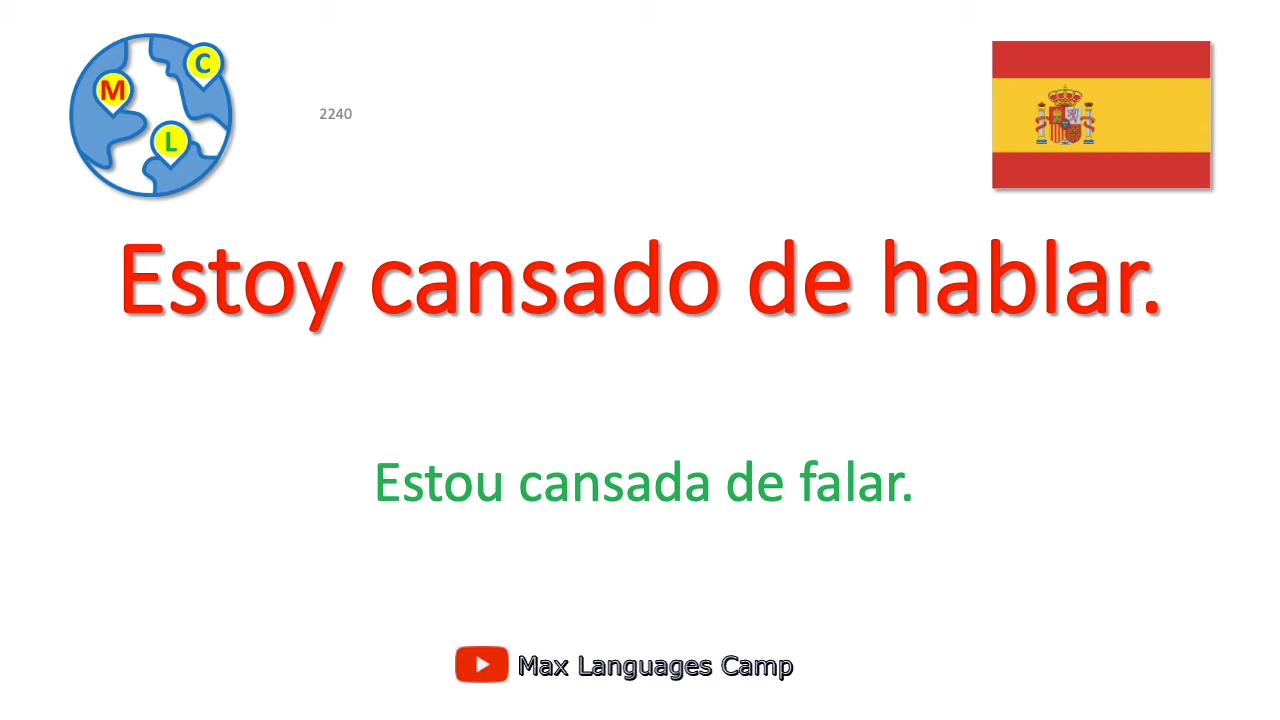 M
C
L
2240
Estoy cansado de hablar.
Estou cansada de falar.
Max Languages Camp